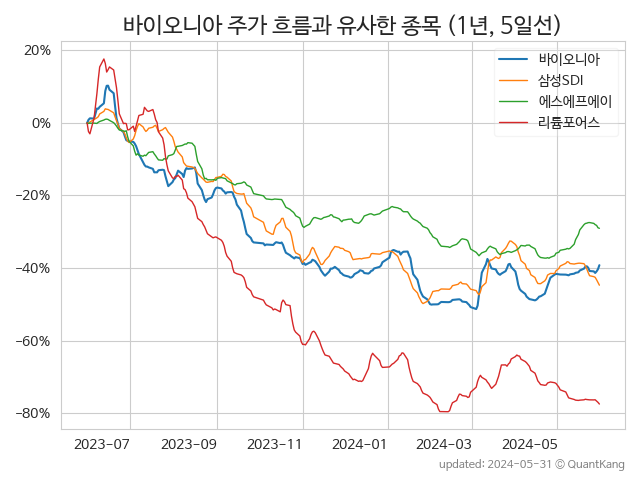 바이오니아 주가 흐름과 유사한 종목 (1년, 5일선)
바이오니아
삼성SDI
에스에프에이
리튬포어스
20%
0%
−20%
−40%
−60%
−80%
2023−07 2023−09 2023−11 2024−01 2024−03 2024−05
updated: 2024-05-31 © QuantKang